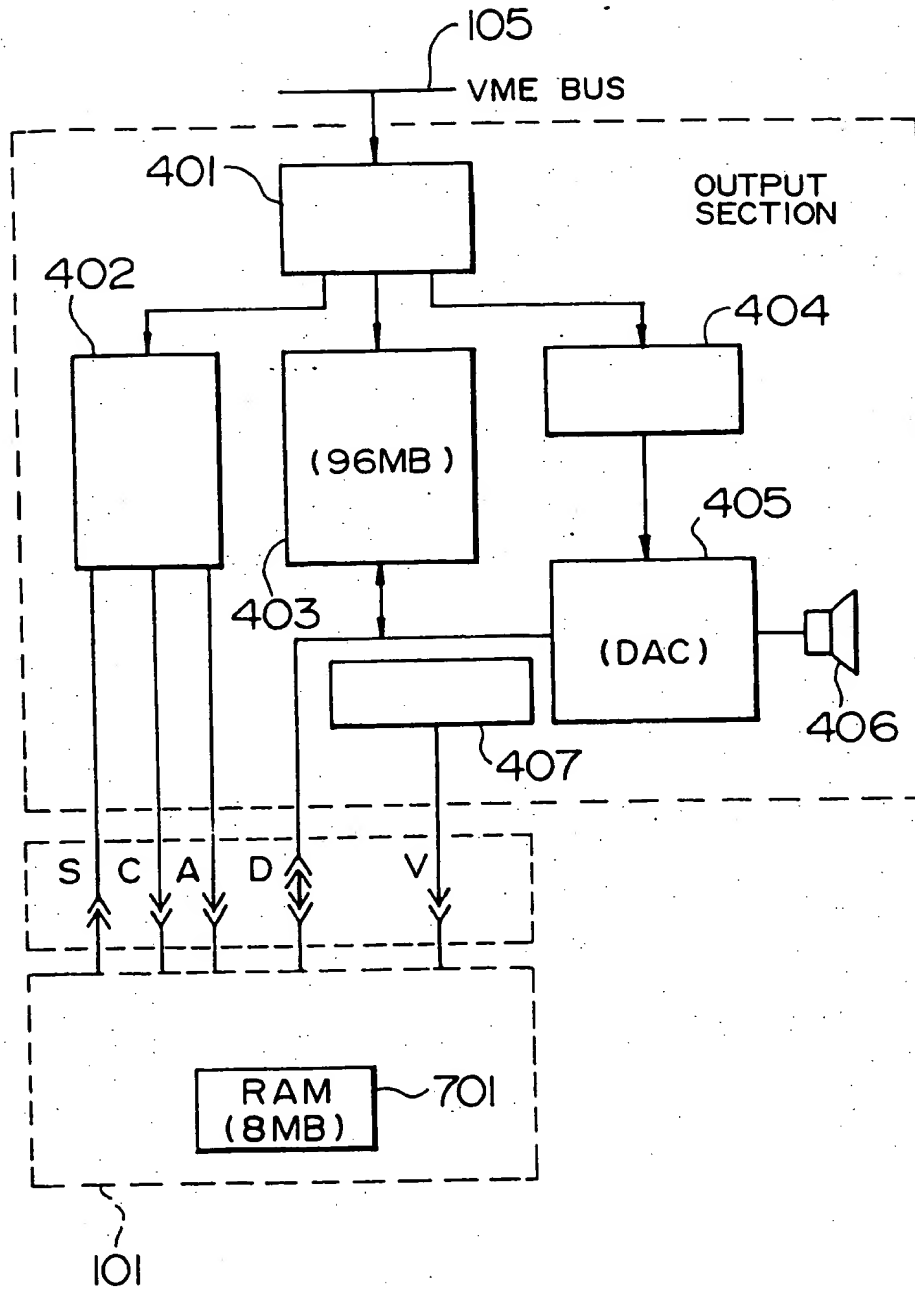 105
VME BUS
401
OUTPUT
SECTION
402
404
(96MB)
405
403
(DAC)
406
407
S C A D V
RAM
(8MB)
701
101